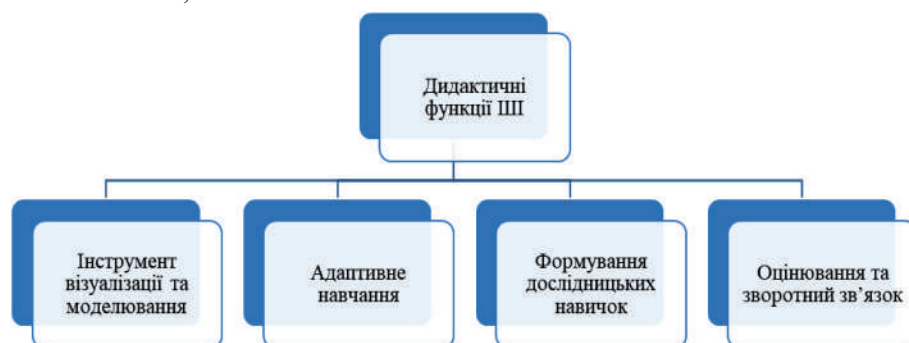 Дидактичні
функції ШІ
Інструмент
візуалізації та
моделювання
Адаптивне
навчання
Формування
дослідницьких
навичок
Оцінювання та
зворотний зв’язок